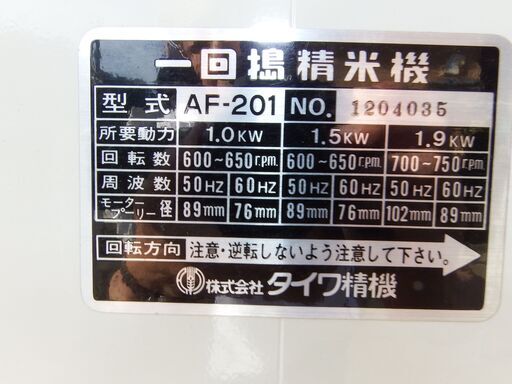 一回搗精米機
型式 AF-201 NO. 1204035
所要動力 1.0KW 1.5KW 1.9KW
回転数 600~650r.p.m. 600~650r.p.m. 700~750r.p.m.
周波数 50HZ 60HZ 50HZ 60HZ 50HZ 60HZ
モータープーリー径 89mm 76mm 89mm 76mm 102mm 89mm
回転方向 注意・逆転しないよう注意して下さい。
株式会社 タイワ精機